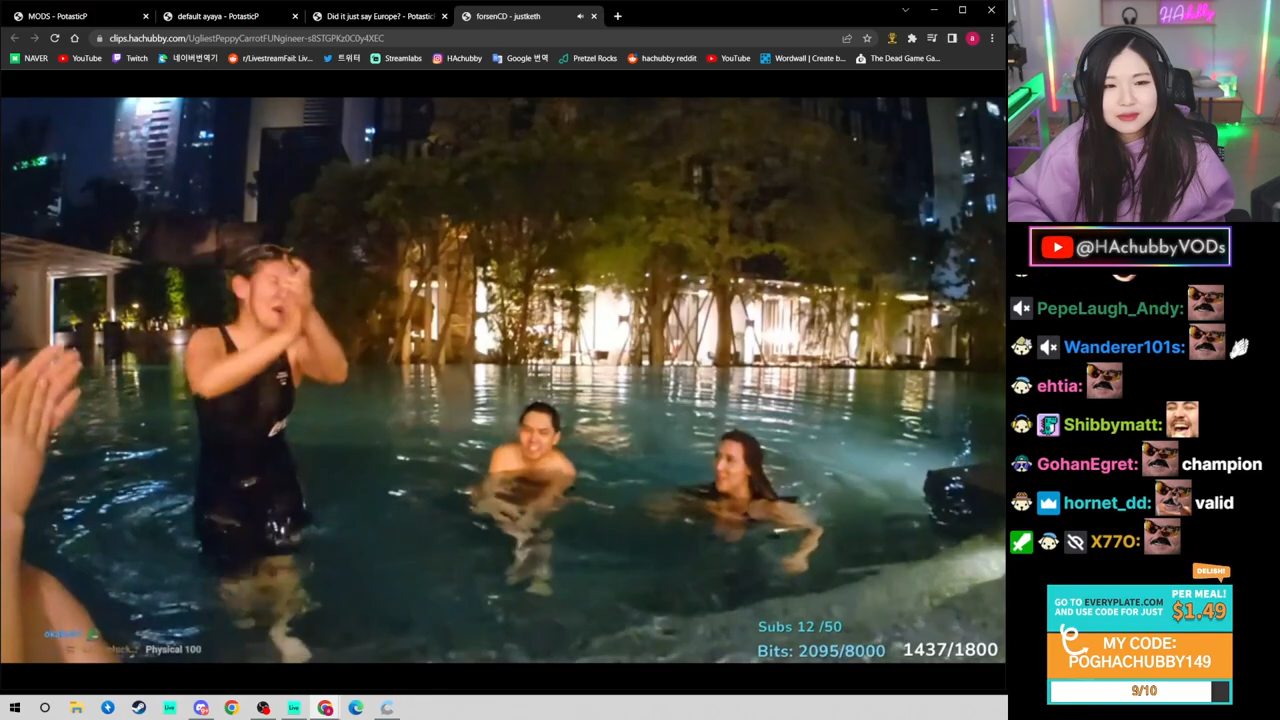 MODS - PotasticP
default ayaya - PotasticP
Did it just say Europe? - Potastic
forsenCD - justketh
clips.hachubby.com/UgliestPeppyCarrotFUNgineer-s8STGPKz0C0y4XEC
a
NAVER
YouTube
Twitch
네이버번역기
r/LivestreamFail: Liv...
트위터
Streamlabs
HAchubby
Google 번역
Pretzel Rocks
hachubby reddit
YouTube
Wordwall | Create b...
The Dead Game Ga...
HAchubby
@HAchubbyVODs
PepeLaugh_Andy:
Wanderer101s:
ehtia:
Shibbymatt:
GohanEgret: champion
hornet_dd: valid
X77O:
DELISH!
GO TO EVERYPLATE.COM
AND USE CODE FOR JUST
PER MEAL!
$1.49
MY CODE:
POGHACHUBBY149
9/10
Subs 12 /50
Bits: 2095/8000
1437/1800
Physical 100
Live
Live